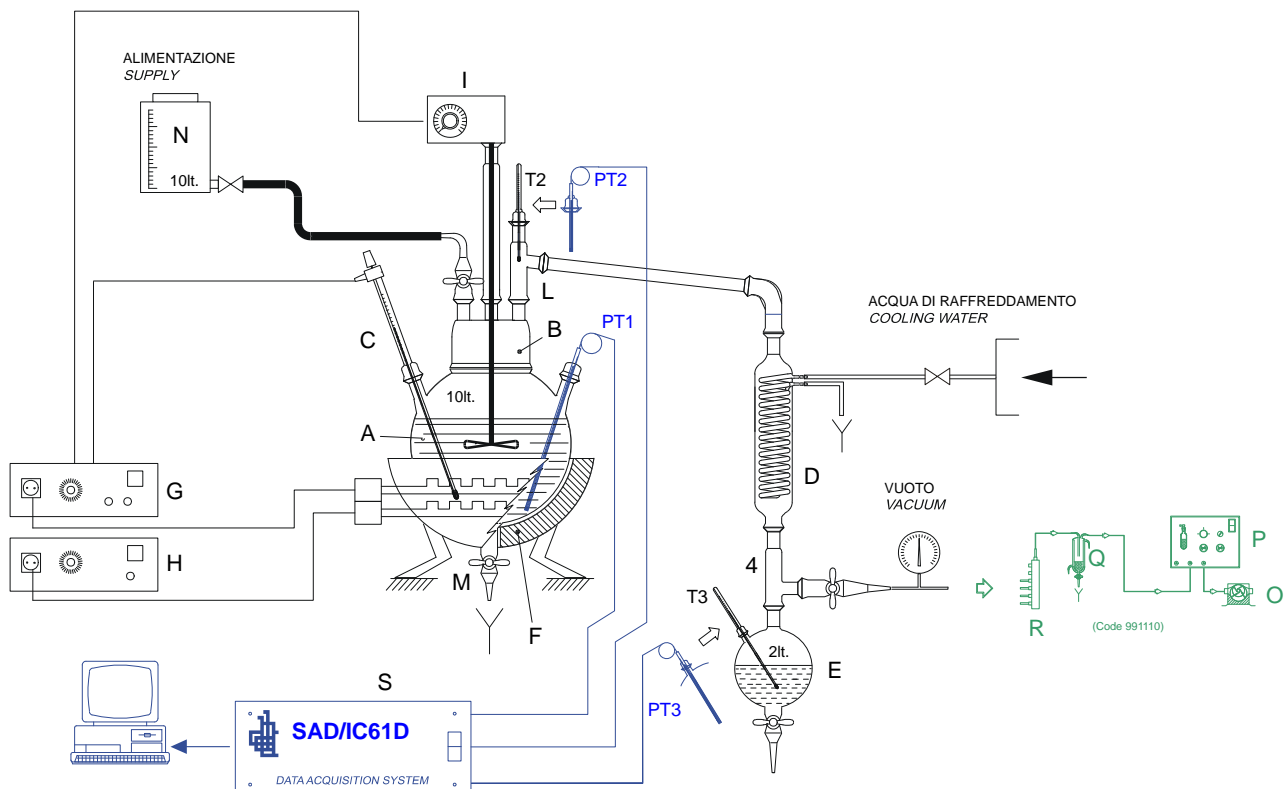 ALIMENTAZIONE
SUPPLY
I
N
10lt.
T2
PT2
L
C
B
PT1
ACQUA DI RAFFREDDAMENTO
COOLING WATER
10lt.
A
D
G
VUOTO
VACUUM
H
M
F
4
T3
P
Q
O
R
(Code 991110)
2lt.
E
S
PT3
SAD/IC61D
DATA ACQUISITION SYSTEM